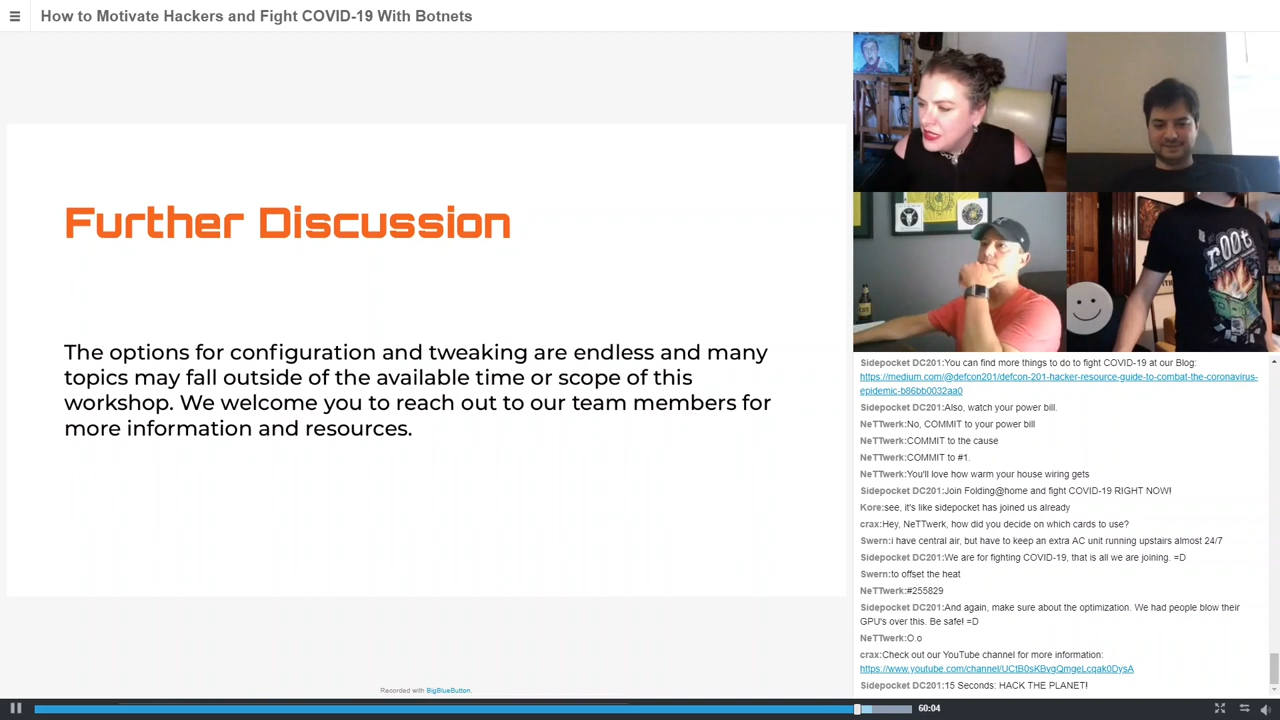 How to Motivate Hackers and Fight COVID-19 With Botnets
Further Discussion
The options for configuration and tweaking are endless and many
topics may fall outside of the available time or scope of this
workshop. We welcome you to reach out to our team members for
more information and resources.
Recorded with BigBlueButton.
r00t
Sidepocket DC201:You can find more things to do to fight COVID-19 at our Blog:
https://medium.com/@defcon201/defcon-201-hacker-resource-guide-to-combat-the-coronavirus-
epidemic-b86bb0032aa0
Sidepocket DC201:Also, watch your power bill.
NeTTwerk:No, COMMIT to your power bill
NeTTwerk:COMMIT to the cause
NeTTwerk:COMMIT to #1.
NeTTwerk:You'll love how warm your house wiring gets
Sidepocket DC201:Join Folding@home and fight COVID-19 RIGHT NOW!
Kore:see, it's like sidepocket has joined us already
crax:Hey, NeTTwerk, how did you decide on which cards to use?
Swern:i have central air, but have to keep an extra AC unit running upstairs almost 24/7
Sidepocket DC201:We are for fighting COVID-19, that is all we are joining. =D
Swern:to offset the heat
NeTTwerk:#255829
Sidepocket DC201:And again, make sure about the optimization. We had people blow their
GPU's over this. Be safe! =D
NeTTwerk:O.o
crax:Check out our YouTube channel for more information:
https://www.youtube.com/channel/UCtB0sKBvgQmgeLcqak0DysA
Sidepocket DC201:15 Seconds: HACK THE PLANET!
60:04